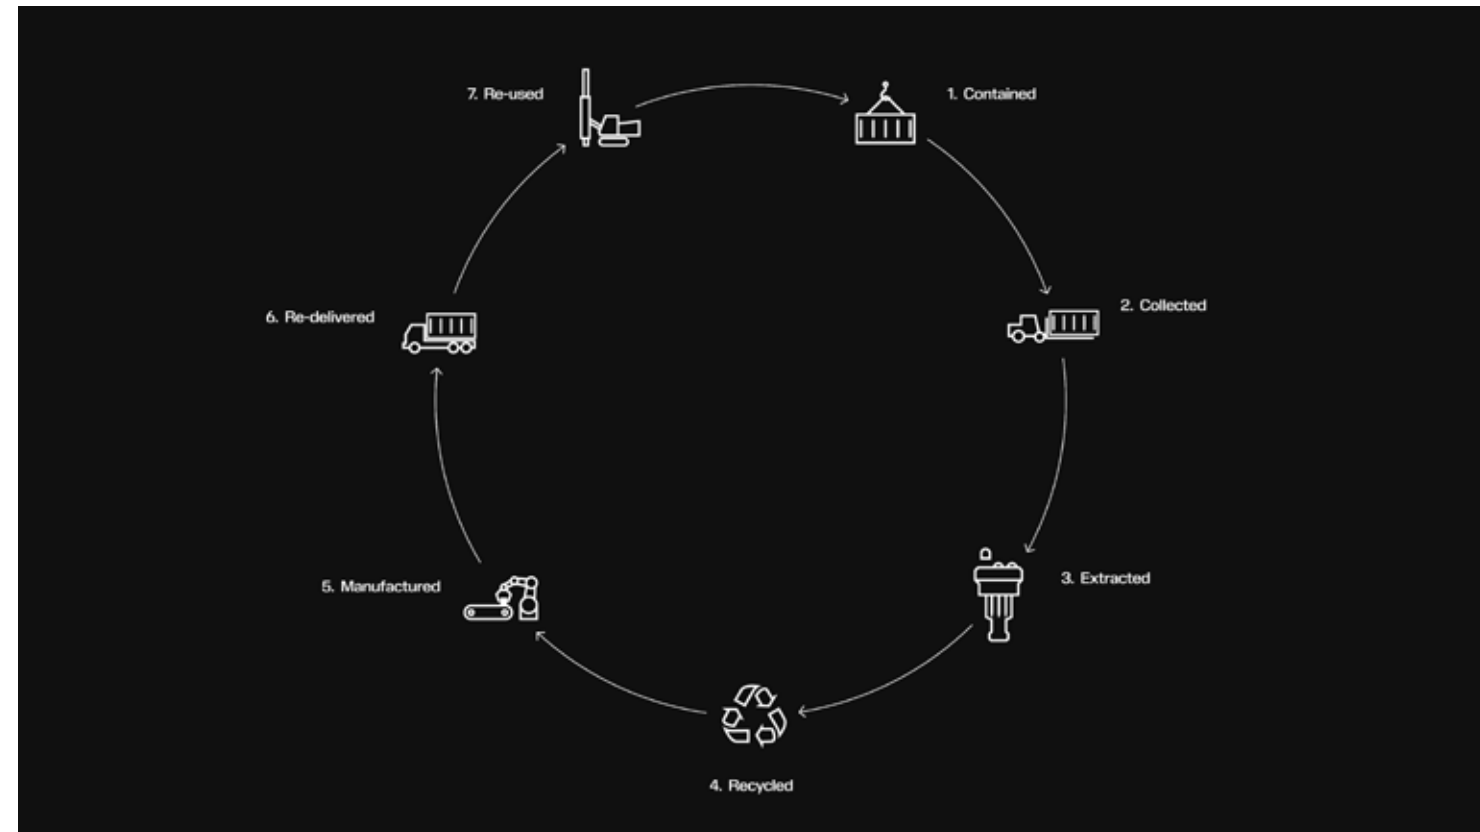 1. Contained
2. Collected
3. Extracted
4. Recycled
5. Manufactured
6. Re-delivered
7. Re-used